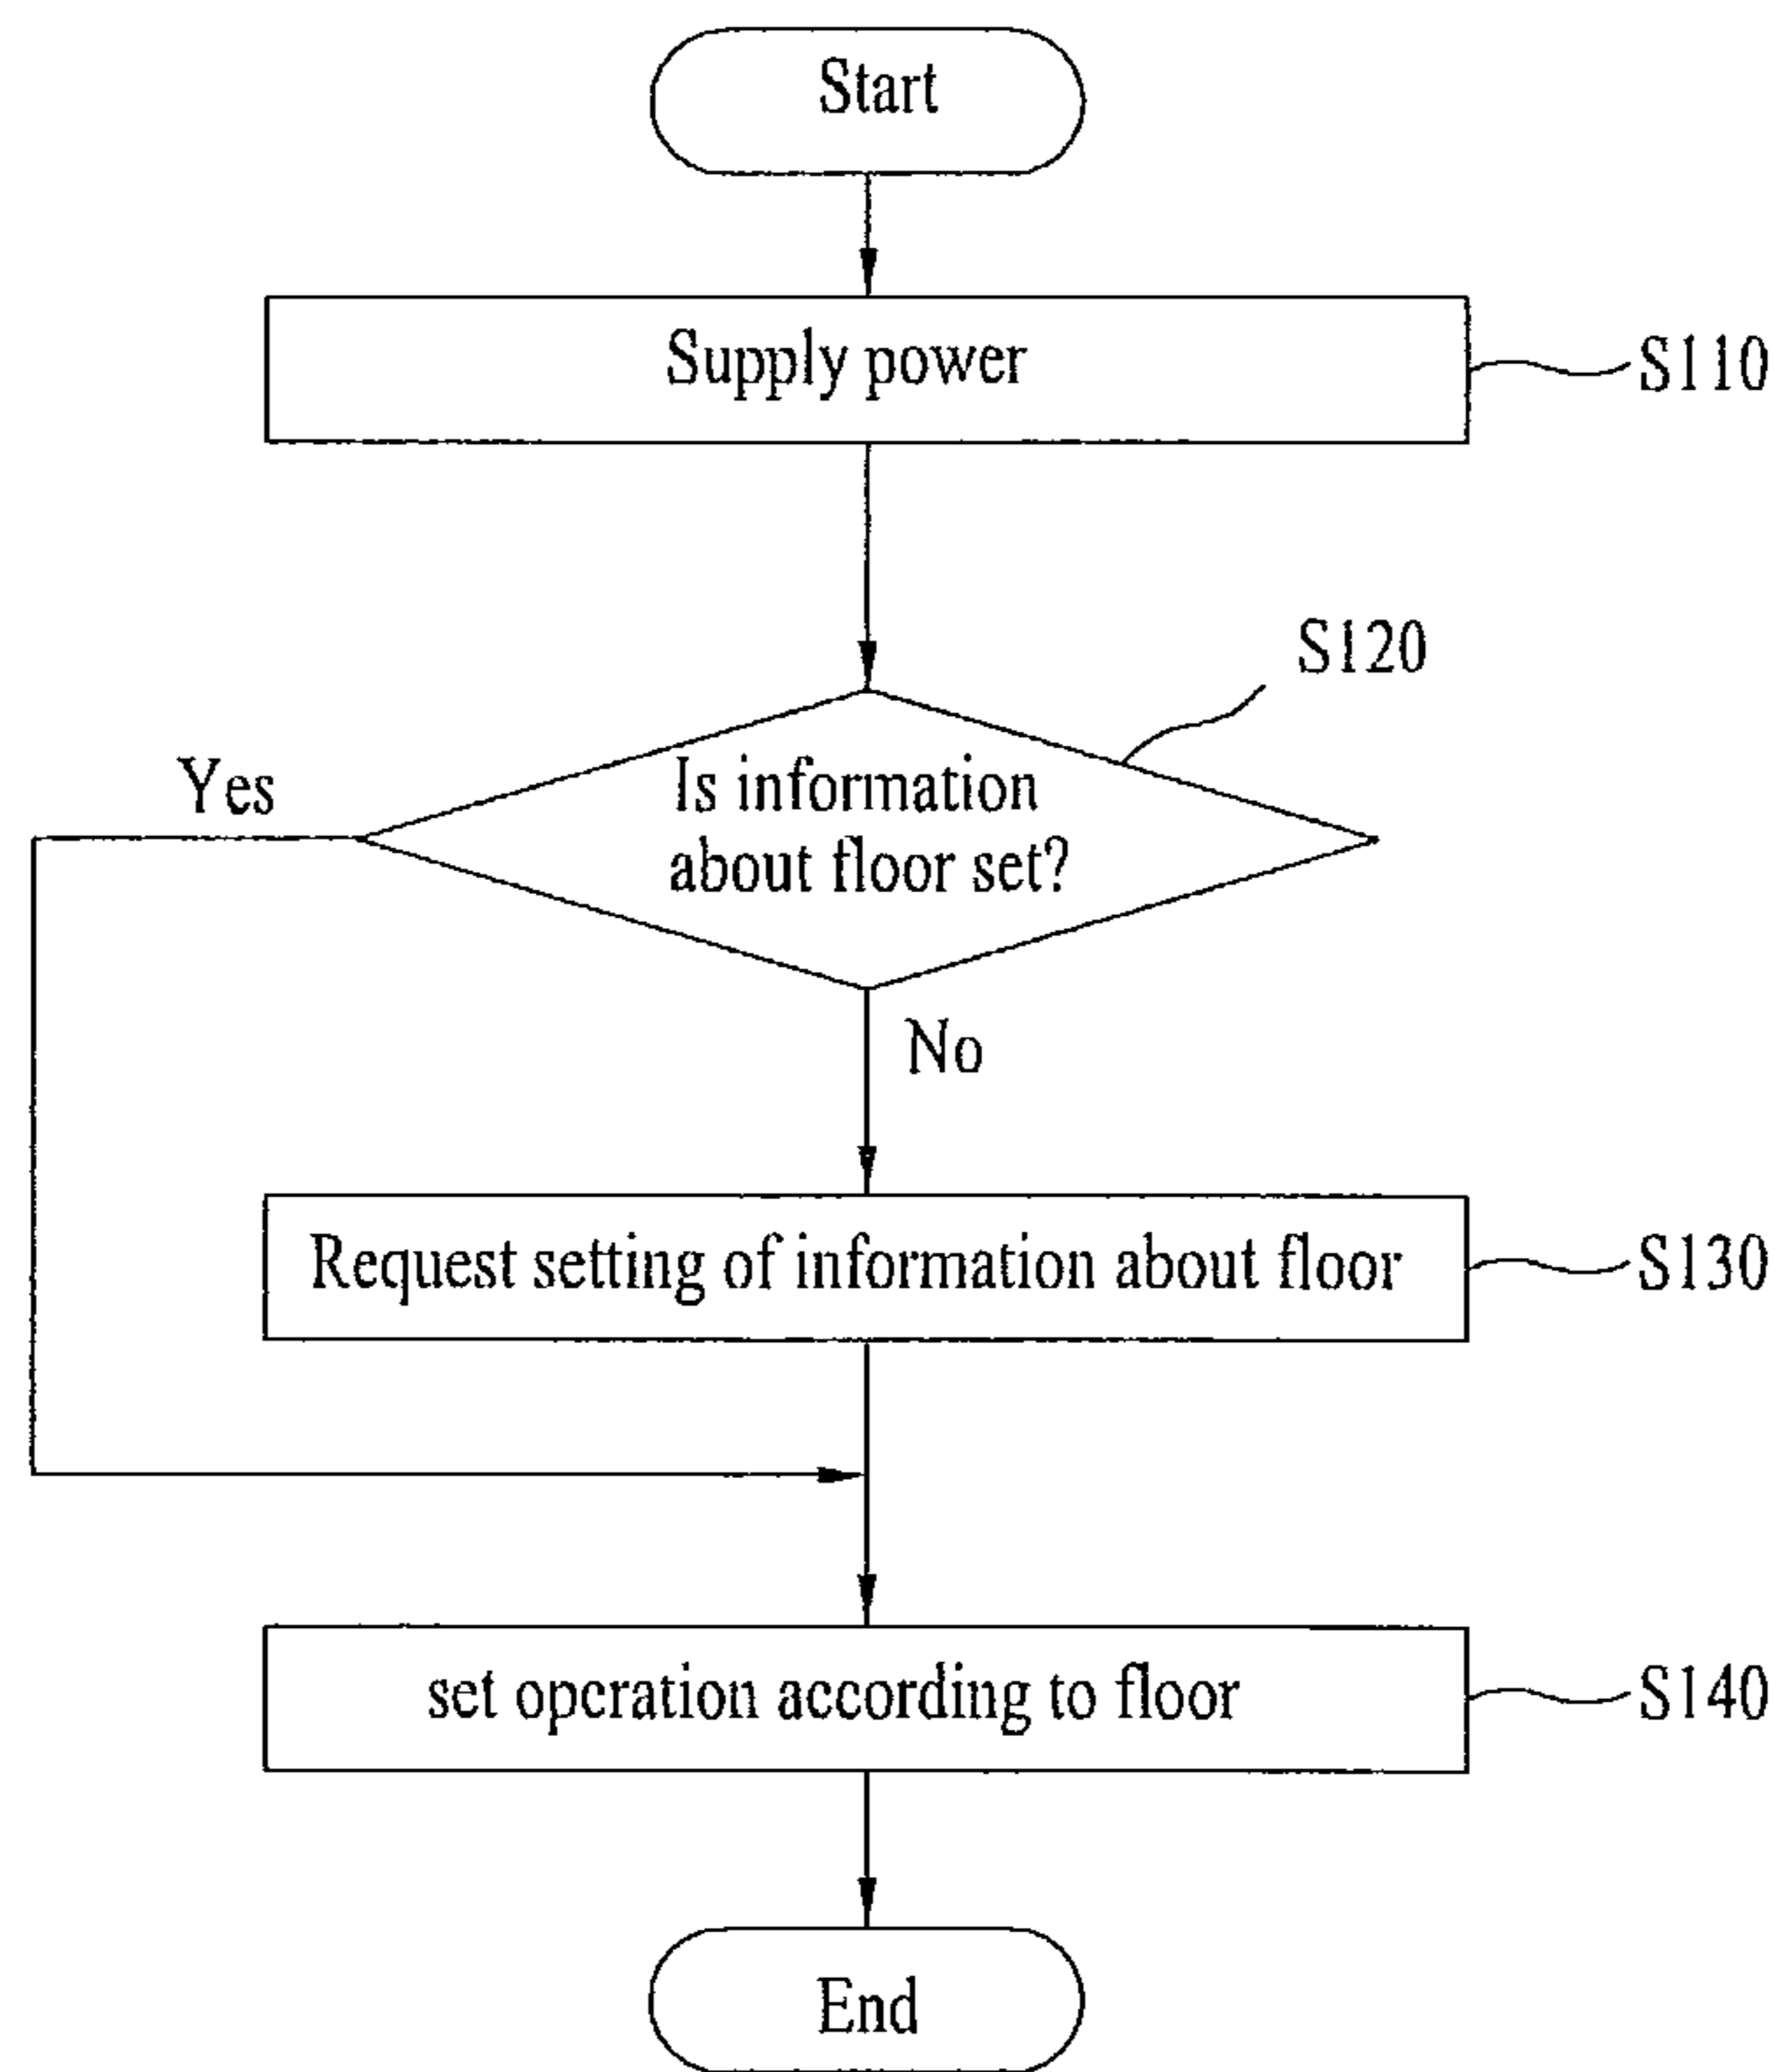 Start
Supply power
S110
S120
Yes
Is information
about floor set?
No
Request setting of information about floor
S130
set operation according to floor
S140
End